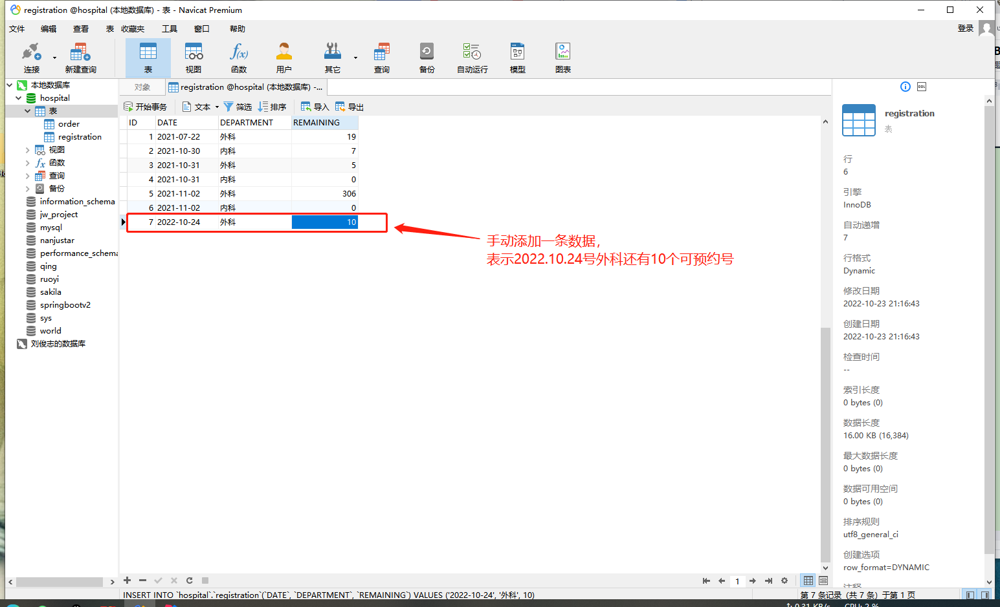 registration @hospital (本地数据库) - 表 - Navicat Premium
文件 编辑 查看 表 收藏夹 工具 窗口 帮助 登录
连接 新建查询 表 视图 函数 用户 其它 查询 备份 自动运行 模型 图表
本地数据库
hospital
表
order
registration
视图
函数
查询
备份
information_schema
jw_project
mysql
nanjustar
performance_schema
qing
ruoyi
sakila
springbootv2
sys
world
刘俊志的数据库
对象 registration @hospital (本地数据库) -...
开始事务 文本 筛选 排序 导入 导出
ID DATE DEPARTMENT REMAINING
1 2021-07-22 外科 19
2 2021-10-30 内科 7
3 2021-10-31 外科 5
4 2021-10-31 内科 0
5 2021-11-02 外科 306
6 2021-11-02 内科 0
7 2022-10-24 外科 10
手动添加一条数据，
表示2022.10.24号外科还有10个可预约号
registration
表
行
6
引擎
InnoDB
自动递增
7
行格式
Dynamic
修改日期
2022-10-23 21:16:43
创建日期
2022-10-23 21:16:43
检查时间
--
索引长度
0 bytes (0)
数据长度
16.00 KB (16,384)
最大数据长度
0 bytes (0)
数据可用空间
0 bytes (0)
排序规则
utf8_general_ci
创建选项
row_format=DYNAMIC
注释
1
INSERT INTO `hospital`.`registration`(`DATE`, `DEPARTMENT`, `REMAINING`) VALUES ('2022-10-24', '外科', 10)
第 7 条记录 (共 7 条) 于第 1 页
0.31 KB/s CPU: 2 %